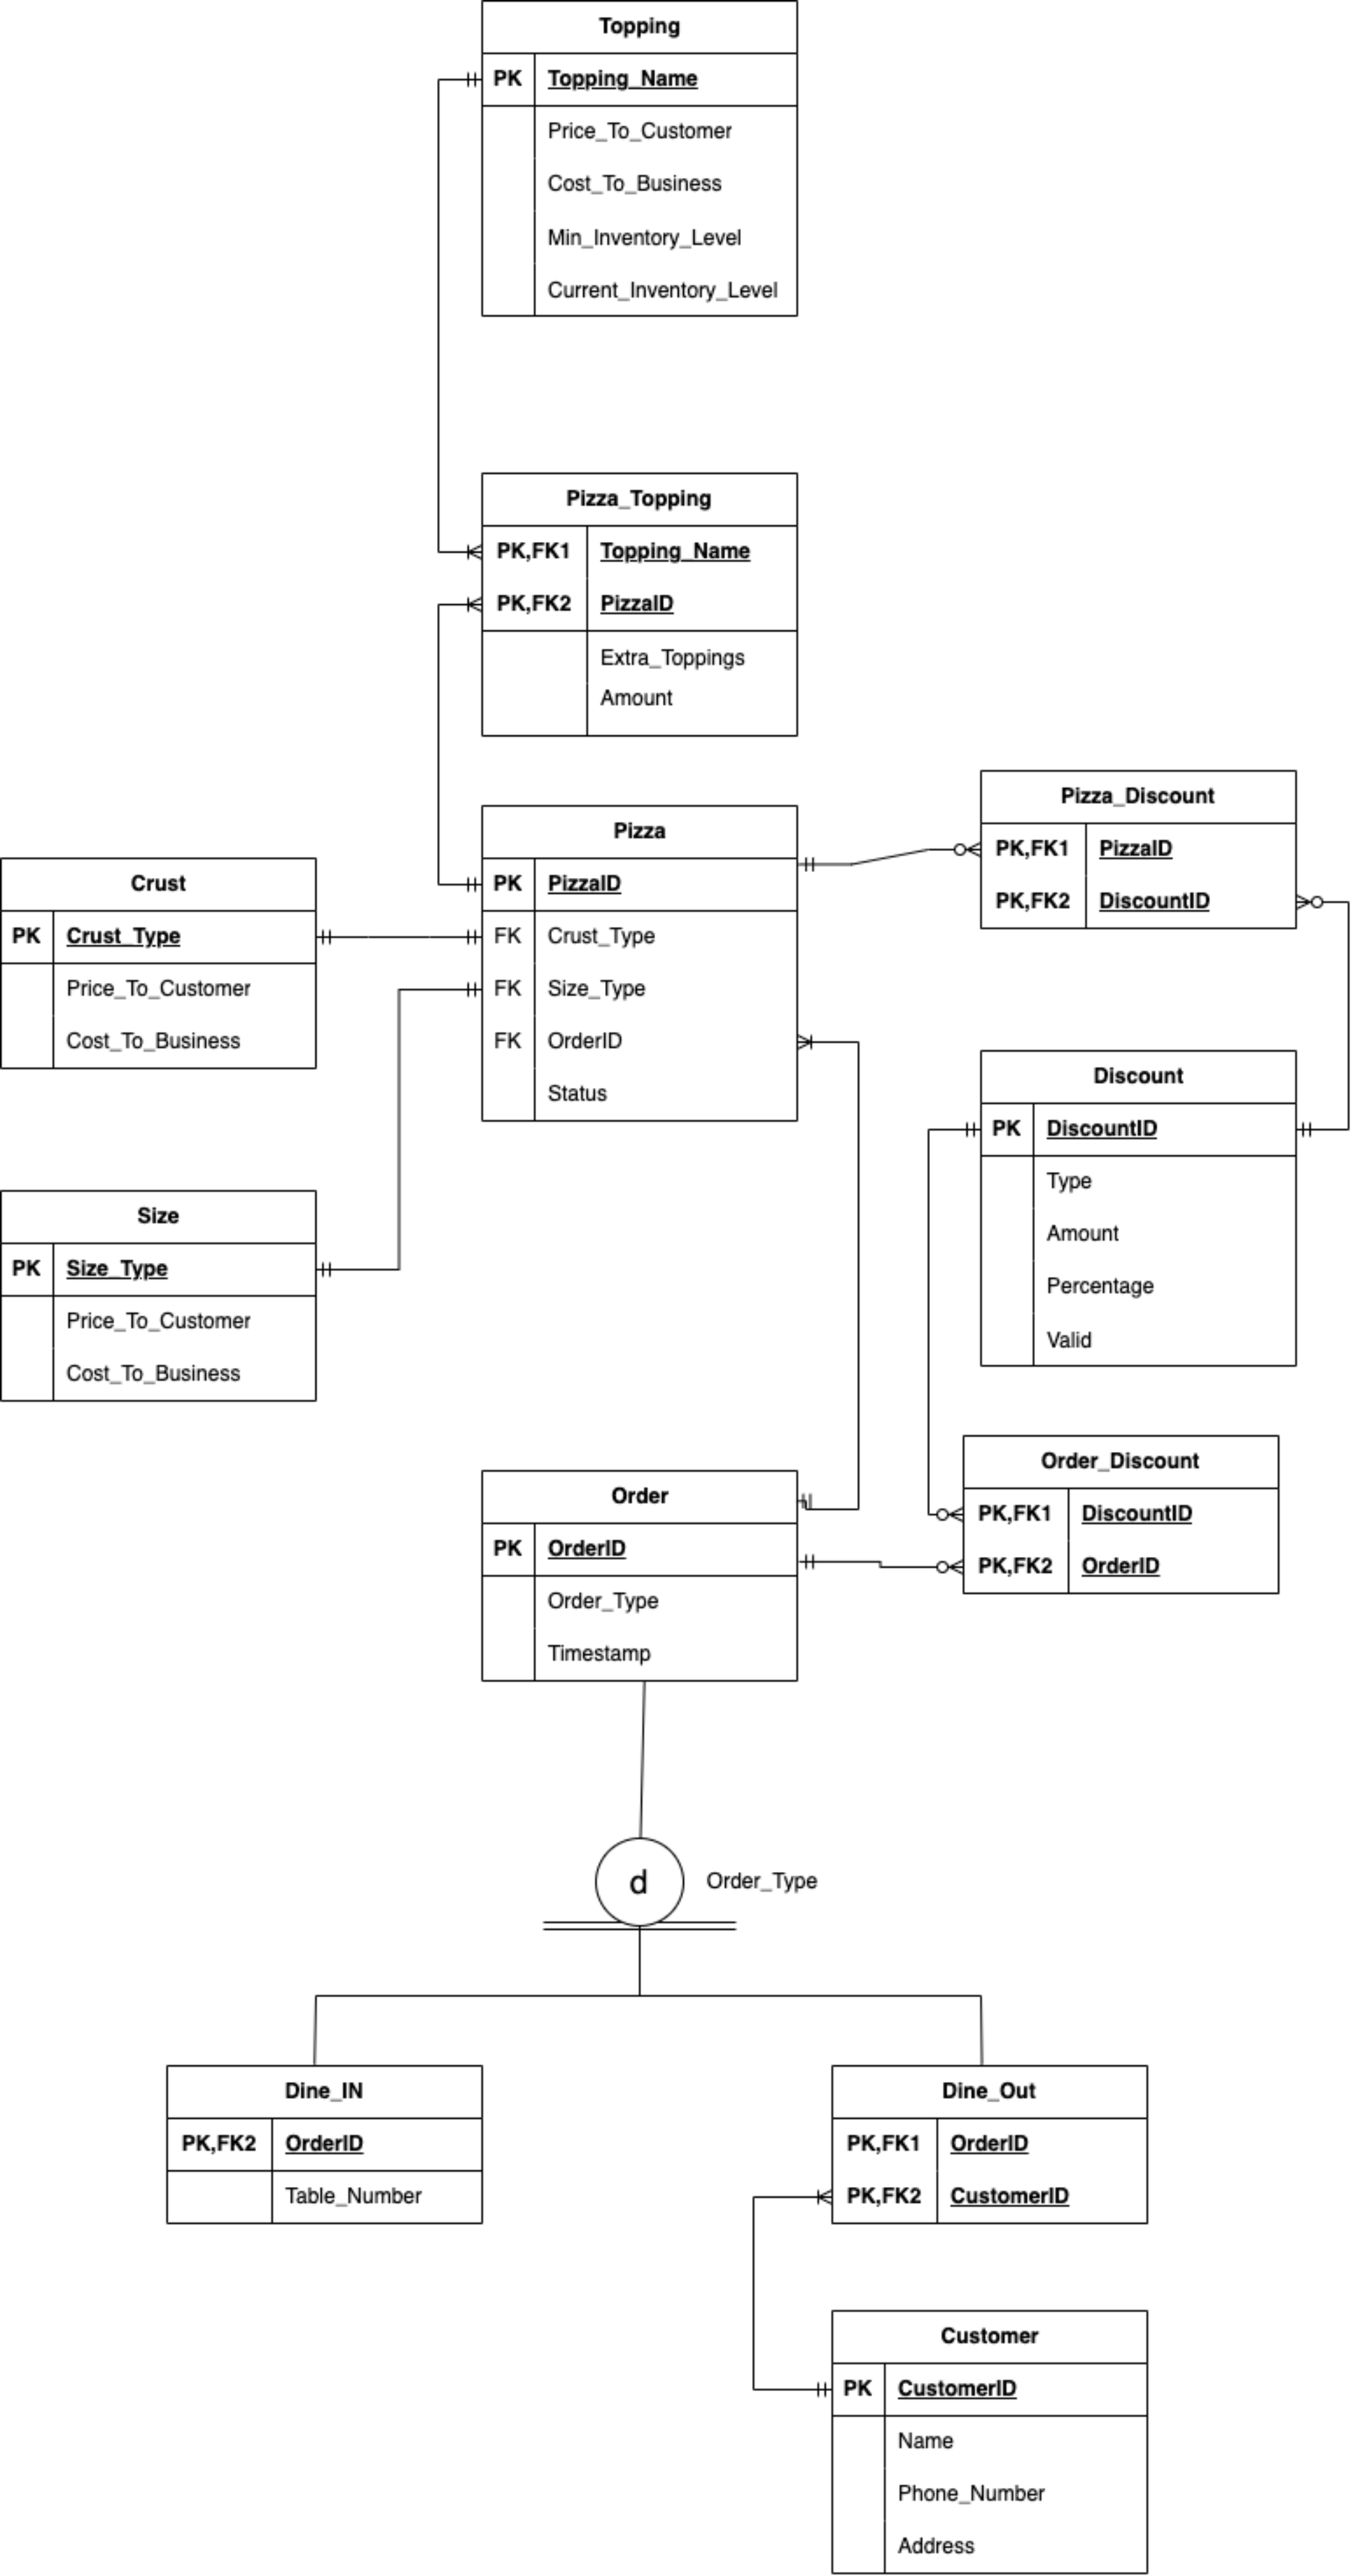 Topping
PK Topping_Name
Price_To_Customer
Cost_To_Business
Min_Inventory_Level
Current_Inventory_Level
Pizza_Topping
PK,FK1 Topping_Name
PK,FK2 PizzaID
Extra_Toppings
Amount
Pizza
PK PizzaID
FK Crust_Type
FK Size_Type
FK OrderID
Status
Pizza_Discount
PK,FK1 PizzaID
PK,FK2 DiscountID
Crust
PK Crust_Type
Price_To_Customer
Cost_To_Business
Discount
PK DiscountID
Type
Amount
Percentage
Valid
Size
PK Size_Type
Price_To_Customer
Cost_To_Business
Order_Discount
PK,FK1 DiscountID
PK,FK2 OrderID
Order
PK OrderID
Order_Type
Timestamp
d Order_Type
Dine_IN
PK,FK2 OrderID
Table_Number
Dine_Out
PK,FK1 OrderID
PK,FK2 CustomerID
Customer
PK CustomerID
Name
Phone_Number
Address